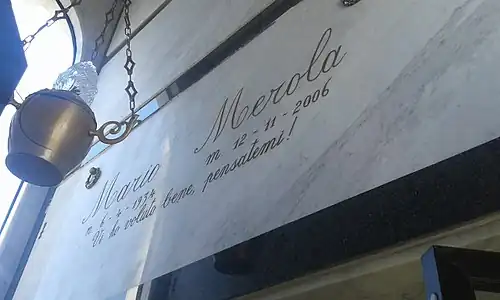 Mario Merola
n 6-4-1934 m 12-11-2006
Vi ho voluto bene, pensatemi!